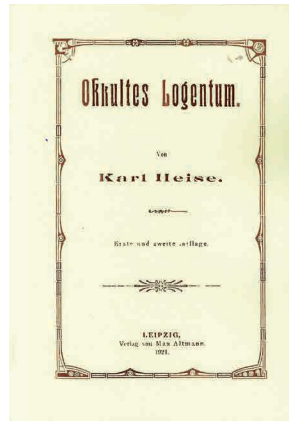 Okkultes Logentum.
Von
Karl Heise.
Erste und zweite Auflage.
LEIPZIG,
Verlag von Max Altmann.
1921.